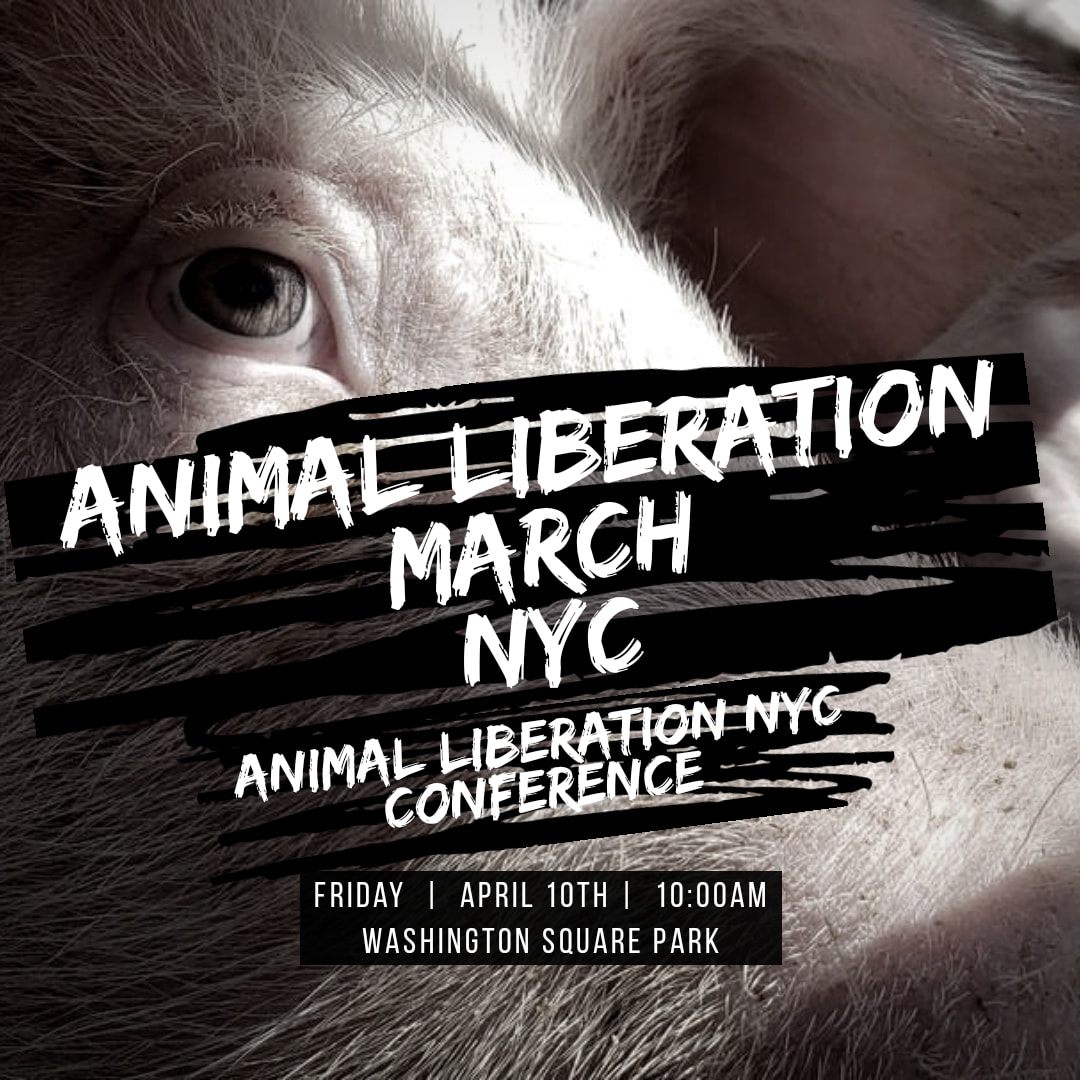 ANIMAL LIBERATION
MARCH
NYC
ANIMAL LIBERATION NYC
CONFERENCE
FRIDAY | APRIL 10TH | 10:00AM
WASHINGTON SQUARE PARK